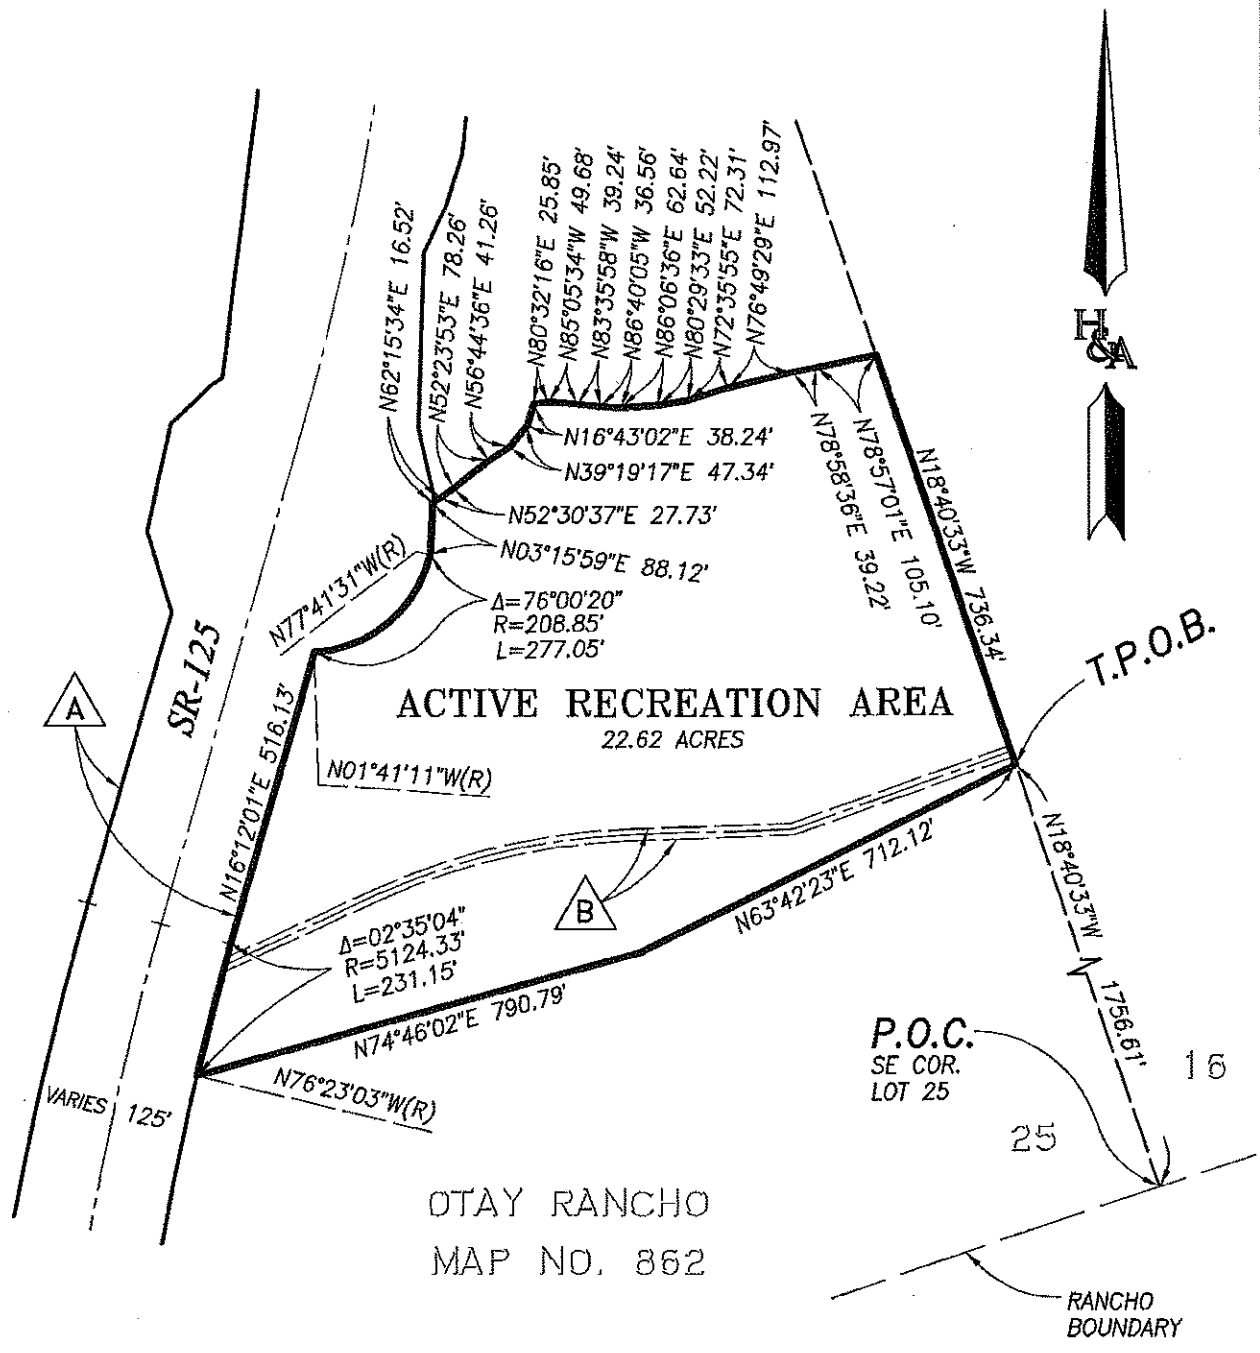 N80°32'16"E 25.85'
N85°05'34"W 49.68'
N83°35'58"W 39.24'
N86°40'05"W 36.56'
N86°06'36"E 62.64'
N80°29'33"E 52.22'
N72°35'55"E 72.31'
N76°49'29"E 112.97'
N62°15'34"E 16.52'
N52°23'53"E 78.26'
N56°44'36"E 41.26'
H&A
N16°43'02"E 38.24'
N39°19'17"E 47.34'
N52°30'37"E 27.73'
N03°15'59"E 88.12'
N78°58'36"E 39.22'
N78°57'01"E 105.10'
N18°40'33"W 736.34'
N77°41'31"W(R)
Δ=76°00'20"
R=208.85'
L=277.05'
T.P.O.B.
SR-125
A
ACTIVE RECREATION AREA
22.62 ACRES
N16°12'01"E 516.13'
N01°41'11"W(R)
B
N63°42'23"E 712.12'
N18°40'33"W 1756.61'
Δ=02°35'04"
R=5124.33'
L=231.15'
N74°46'02"E 790.79'
N76°23'03"W(R)
VARIES 125'
P.O.C.
SE COR.
LOT 25
16
25
OTAY RANCHO
MAP NO. 862
RANCHO
BOUNDARY